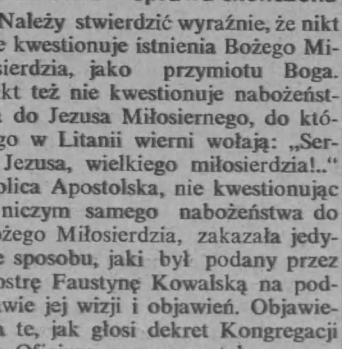 Należy stwierdzić wyraźnie, że nikt
e kwestionuje istnienia Bożego Mi-
sierdzia, jako przymiotu Boga.
kt też nie kwestionuje nabożeńst-
a do Jezusa Miłosiernego, do któ-
go w Litanii wierni wołają: „Ser-
Jezusa, wielkiego miłosierdzia!..“
olica Apostolska, nie kwestionując
niczym samego nabożeństwa do
ożego Miłosierdzia, zakazała jedy-
e sposobu, jaki był podany przez
ostrę Faustynę Kowalską na pod-
awie jej wizji i objawień. Objawie-
a te, jak głosi dekret Kongregacji